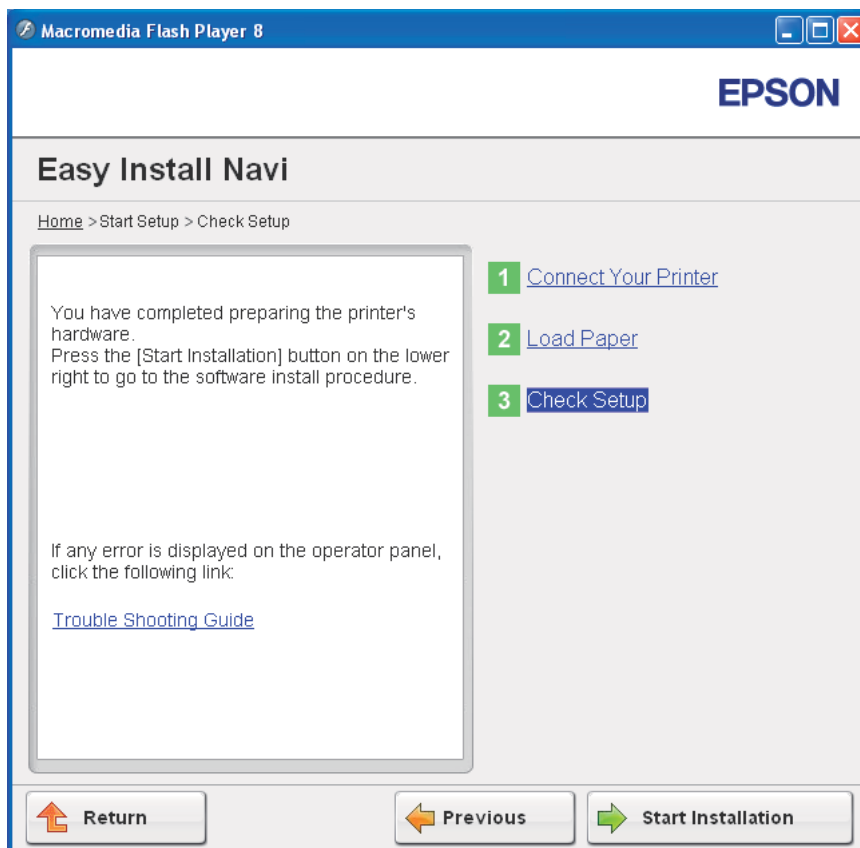 Macromedia Flash Player 8
EPSON
Easy Install Navi
Home > Start Setup > Check Setup
You have completed preparing the printer's
hardware.
Press the [Start Installation] button on the lower
right to go to the software install procedure.
If any error is displayed on the operator panel,
click the following link:
Trouble Shooting Guide
1 Connect Your Printer
2 Load Paper
3 Check Setup
Return
Previous
Start Installation